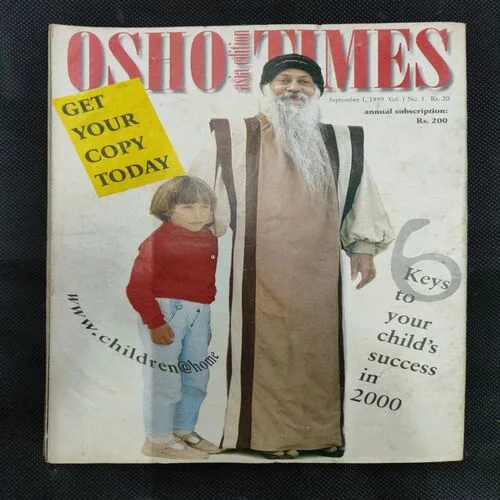 OSHO asia edition TIMES
September 1, 1999 Vol. 1 No. 1 Rs. 20
annual subscription:
Rs. 200
GET
YOUR
COPY
TODAY
www.children@home
6
Keys
to
your
child's
success
in
2000